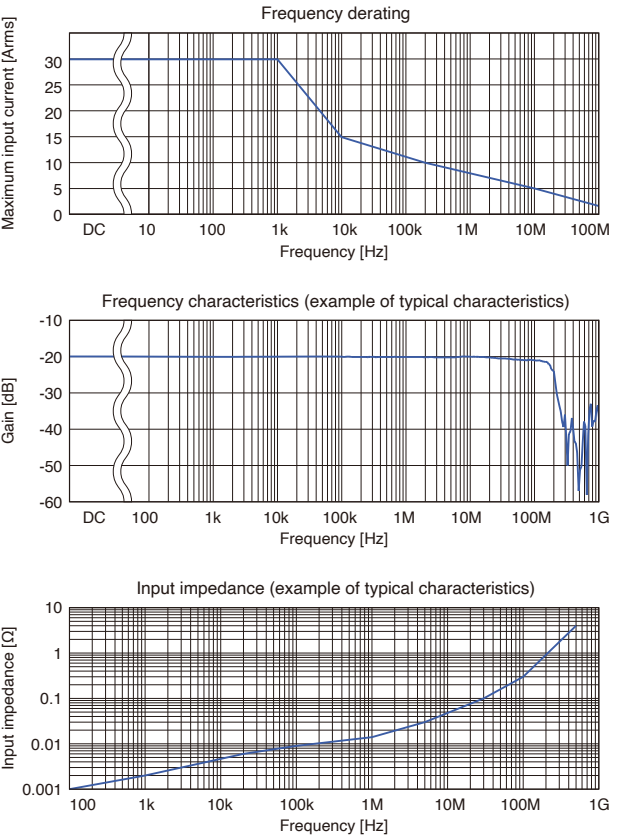 Frequency derating
Maximum input current [Arms]
30
25
20
15
10
5
0
DC 10 100 1k 10k 100k 1M 10M 100M
Frequency [Hz]
Frequency characteristics (example of typical characteristics)
Gain [dB]
-10
-20
-30
-40
-50
-60
DC 100 1k 10k 100k 1M 10M 100M 1G
Frequency [Hz]
Input impedance (example of typical characteristics)
Input impedance [Ω]
10
1
0.1
0.01
0.001
100 1k 10k 100k 1M 10M 100M 1G
Frequency [Hz]